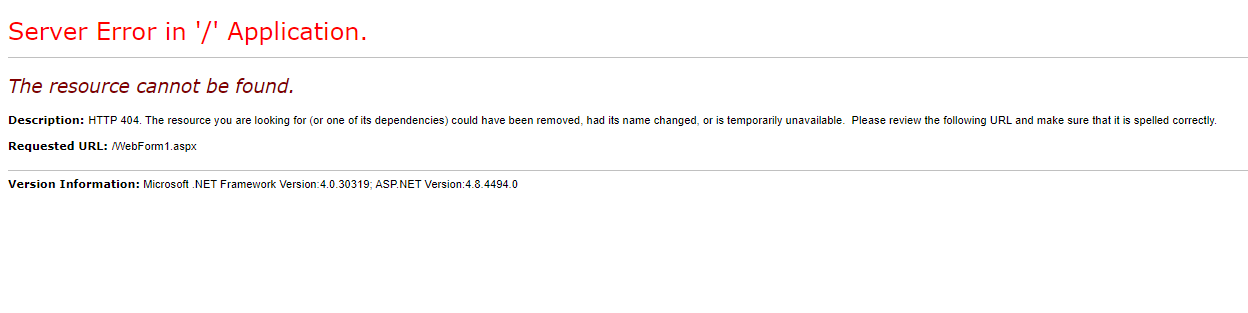 Server Error in '/' Application.
The resource cannot be found.
Description: HTTP 404. The resource you are looking for (or one of its dependencies) could have been removed, had its name changed, or is temporarily unavailable.  Please review the following URL and make sure that it is spelled correctly.
Requested URL: /WebForm1.aspx
Version Information: Microsoft .NET Framework Version:4.0.30319; ASP.NET Version:4.8.4494.0